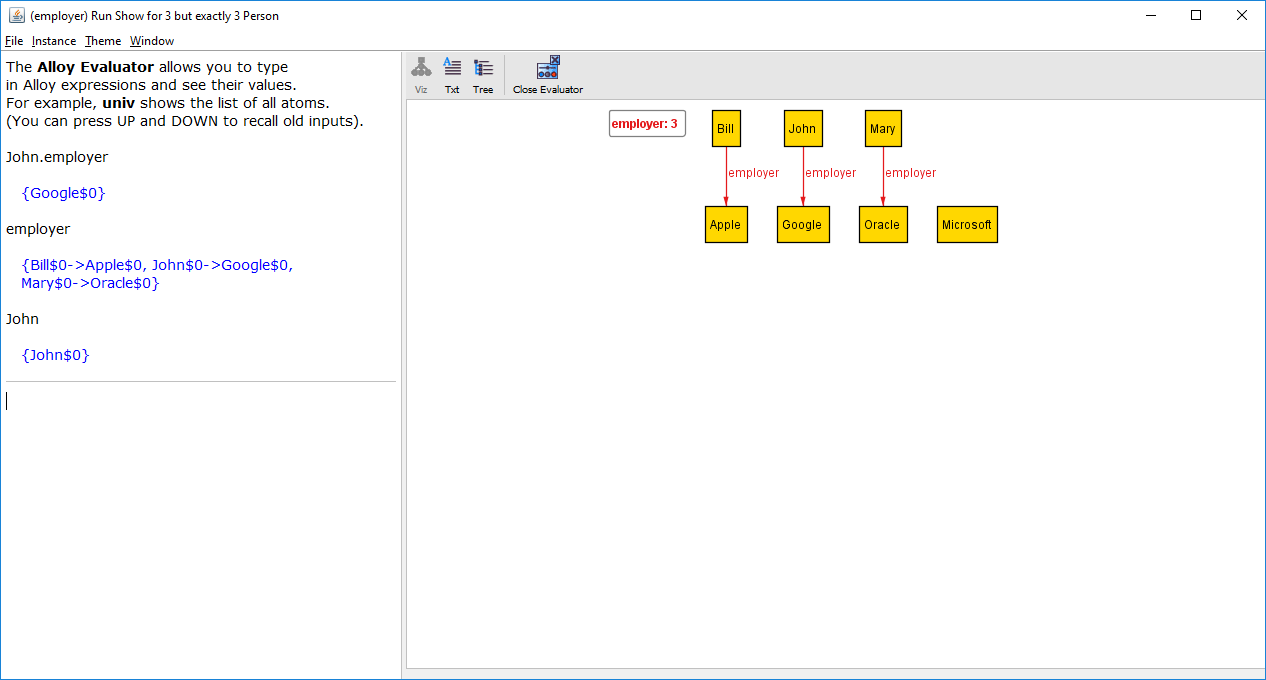 (employer) Run Show for 3 but exactly 3 Person
File Instance Theme Window
The Alloy Evaluator allows you to type
in Alloy expressions and see their values.
For example, univ shows the list of all atoms.
(You can press UP and DOWN to recall old inputs).
John.employer
{Google$0}
employer
{Bill$0->Apple$0, John$0->Google$0,
Mary$0->Oracle$0}
John
{John$0}
Viz Txt Tree Close Evaluator
employer: 3 Bill John Mary
employer employer employer
Apple Google Oracle Microsoft